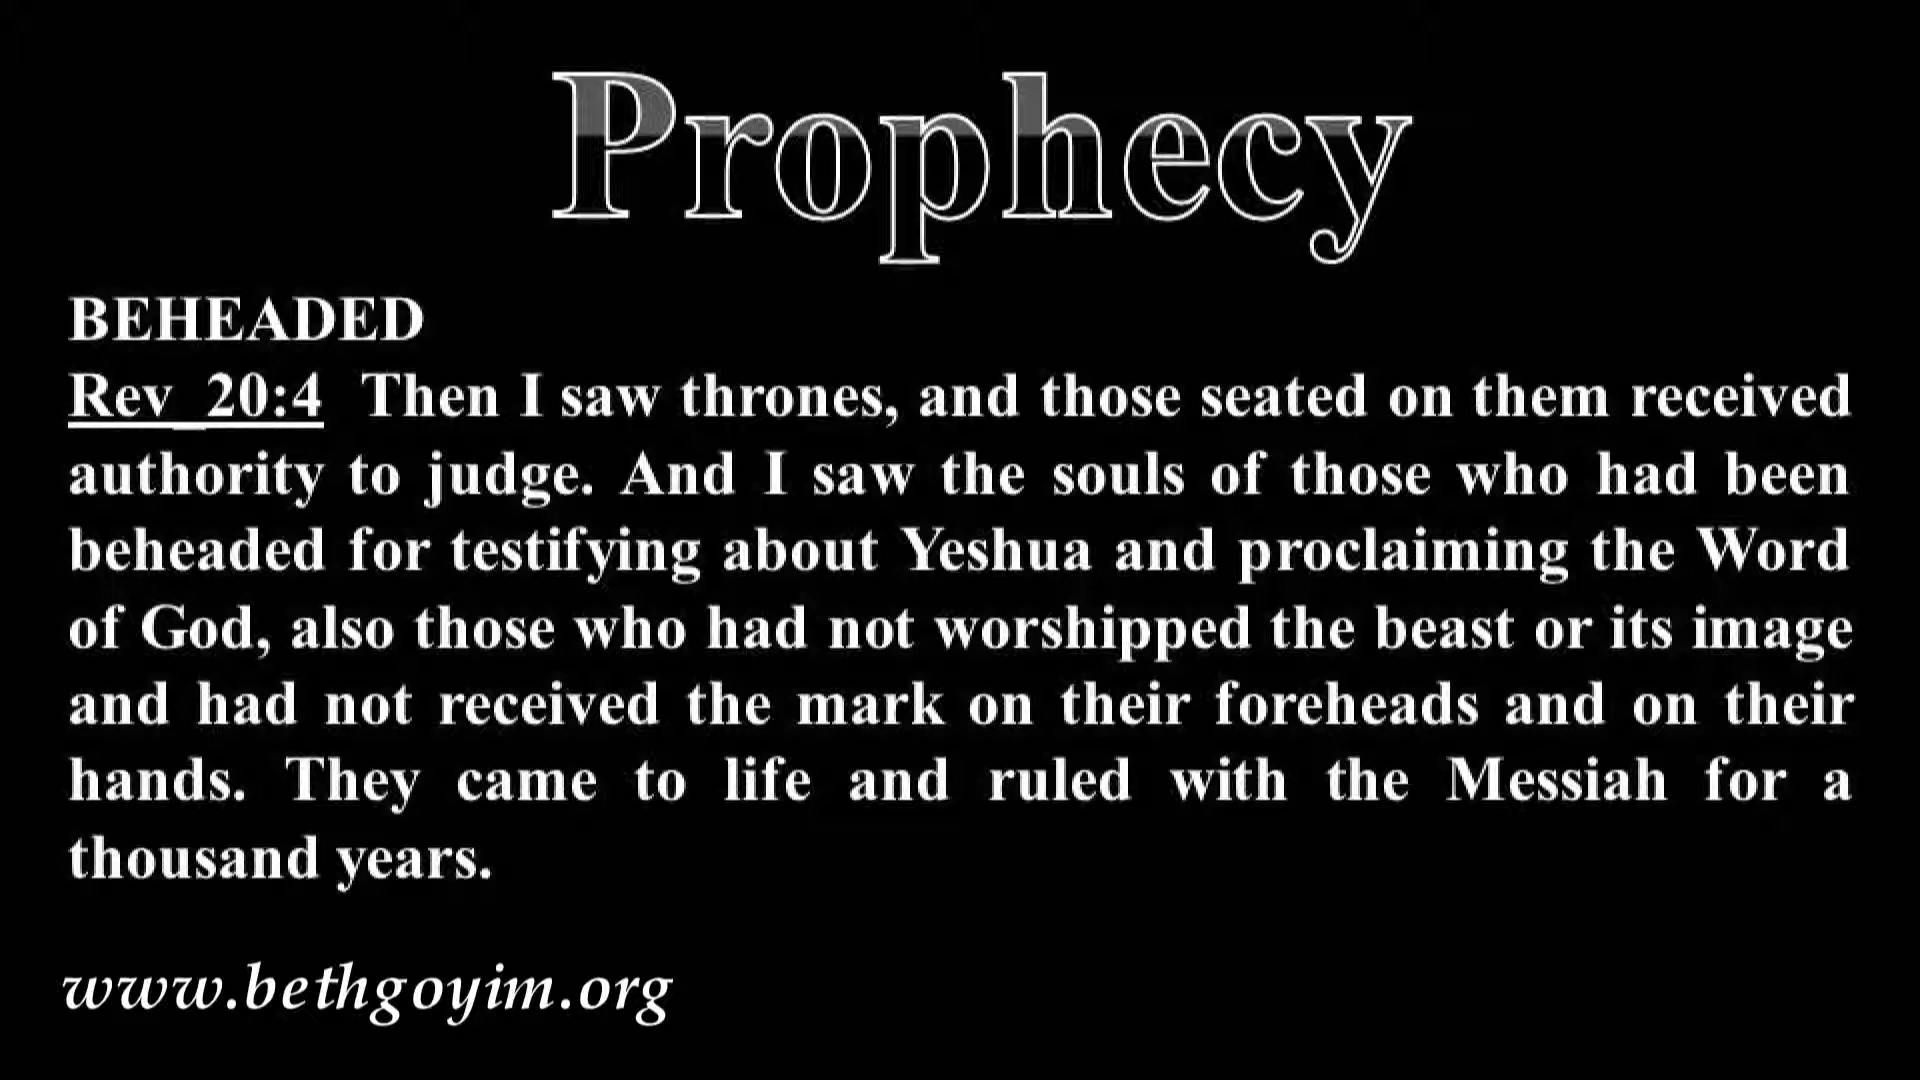 Prophecy
BEHEADED
Rev_20:4 Then I saw thrones, and those seated on them received
authority to judge. And I saw the souls of those who had been
beheaded for testifying about Yeshua and proclaiming the Word
of God, also those who had not worshipped the beast or its image
and had not received the mark on their foreheads and on their
hands. They came to life and ruled with the Messiah for a
thousand years.
www.bethgoyim.org